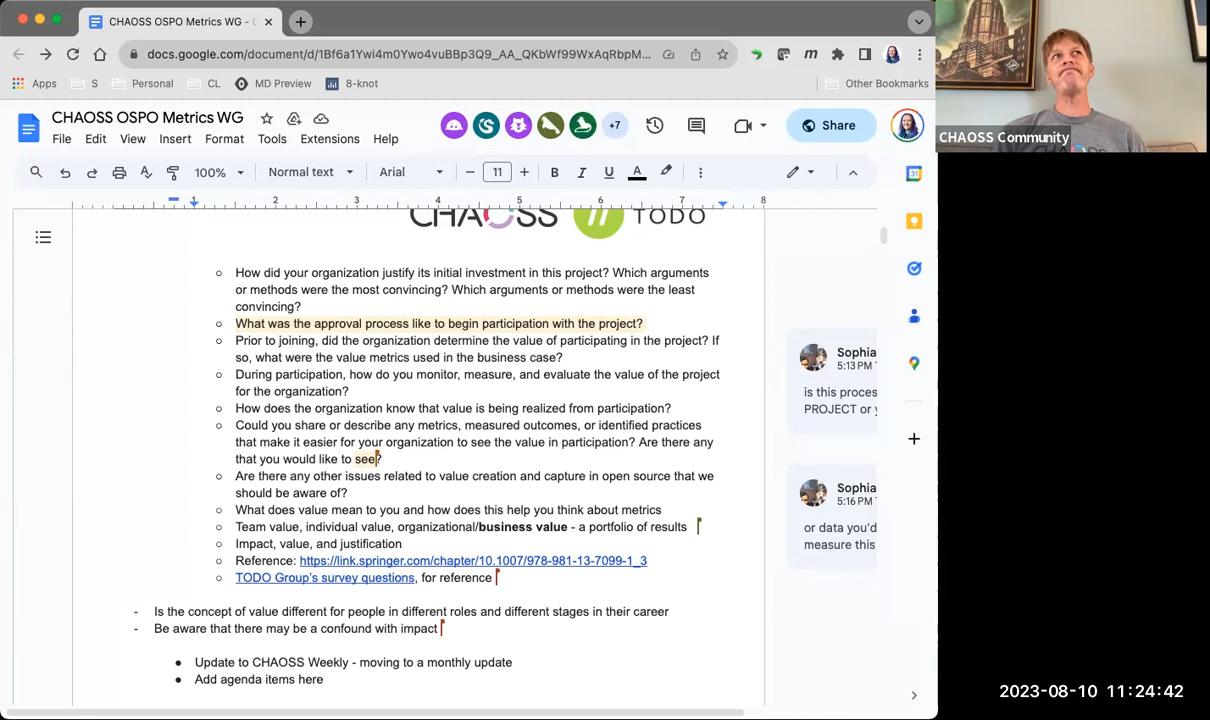 CHAOSS OSPO Metrics WG -
docs.google.com/document/d/1Bf6a1Ywi4m0Ywo4vuBBp3Q9_AA_QKbWf99WxAqRbpM...
Apps S Personal CL MD Preview 8-knot Other Bookmarks
CHAOSS OSPO Metrics WG
File Edit View Insert Format Tools Extensions Help
+7
Share
100% Normal text Arial 11 B I U A
1 2 3 4 5 6 7 8
CHAOSS TODO
How did your organization justify its initial investment in this project? Which arguments
or methods were the most convincing? Which arguments or methods were the least
convincing?
What was the approval process like to begin participation with the project?
Prior to joining, did the organization determine the value of participating in the project? If
so, what were the value metrics used in the business case?
During participation, how do you monitor, measure, and evaluate the value of the project
for the organization?
How does the organization know that value is being realized from participation?
Could you share or describe any metrics, measured outcomes, or identified practices
that make it easier for your organization to see the value in participation? Are there any
that you would like to see?
Are there any other issues related to value creation and capture in open source that we
should be aware of?
What does value mean to you and how does this help you think about metrics
Team value, individual value, organizational/business value - a portfolio of results
Impact, value, and justification
Reference: https://link.springer.com/chapter/10.1007/978-981-13-7099-1_3
TODO Group's survey questions, for reference
- Is the concept of value different for people in different roles and different stages in their career
- Be aware that there may be a confound with impact
Update to CHAOSS Weekly - moving to a monthly update
Add agenda items here
Sophia
5:13 PM
is this proces
PROJECT or
Sophia
5:16 PM
or data you'd
measure this
31
CHAOSS Community
2023-08-10 11:24:42